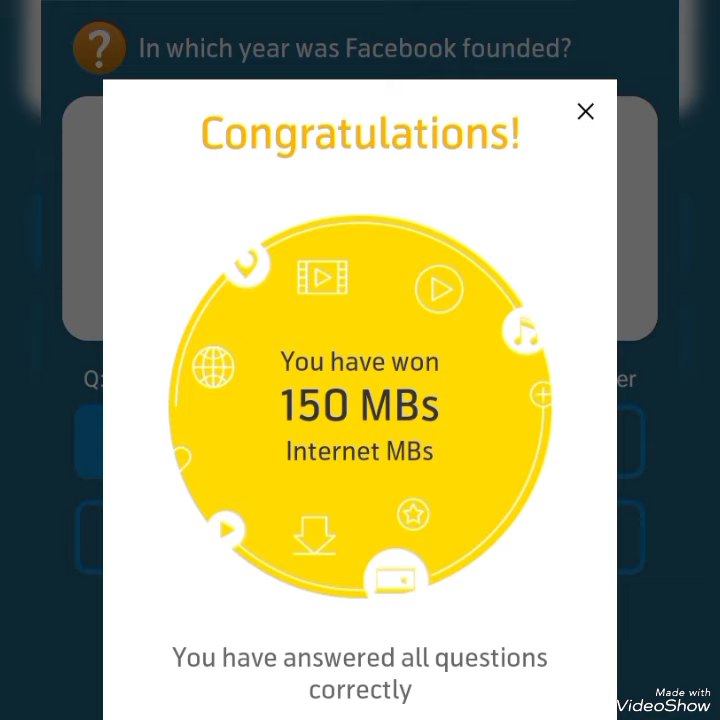 ? In which year was Facebook founded?
Congratulations!
You have won
150 MBs
Internet MBs
Q:
er
You have answered all questions
correctly
Made with
VideoShow